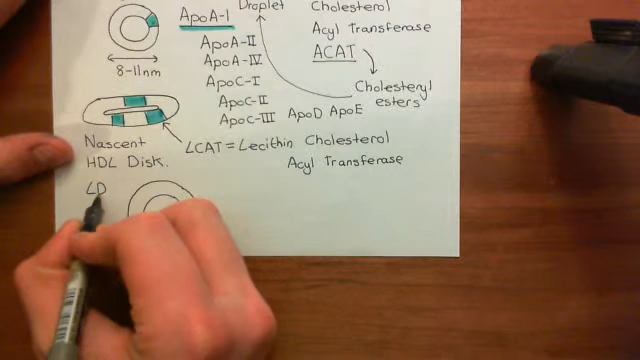 Droplet
ApoA-I
ApoA-II
ApoA-IV
ApoC-I
ApoC-II
ApoC-III ApoD ApoE
8-11nm
Cholesterol
Acyl Transferase
ACAT
Cholesteryl
esters
Nascent
HDL Disk.
LCAT = Lecithin Cholesterol
Acyl Transferase
LD